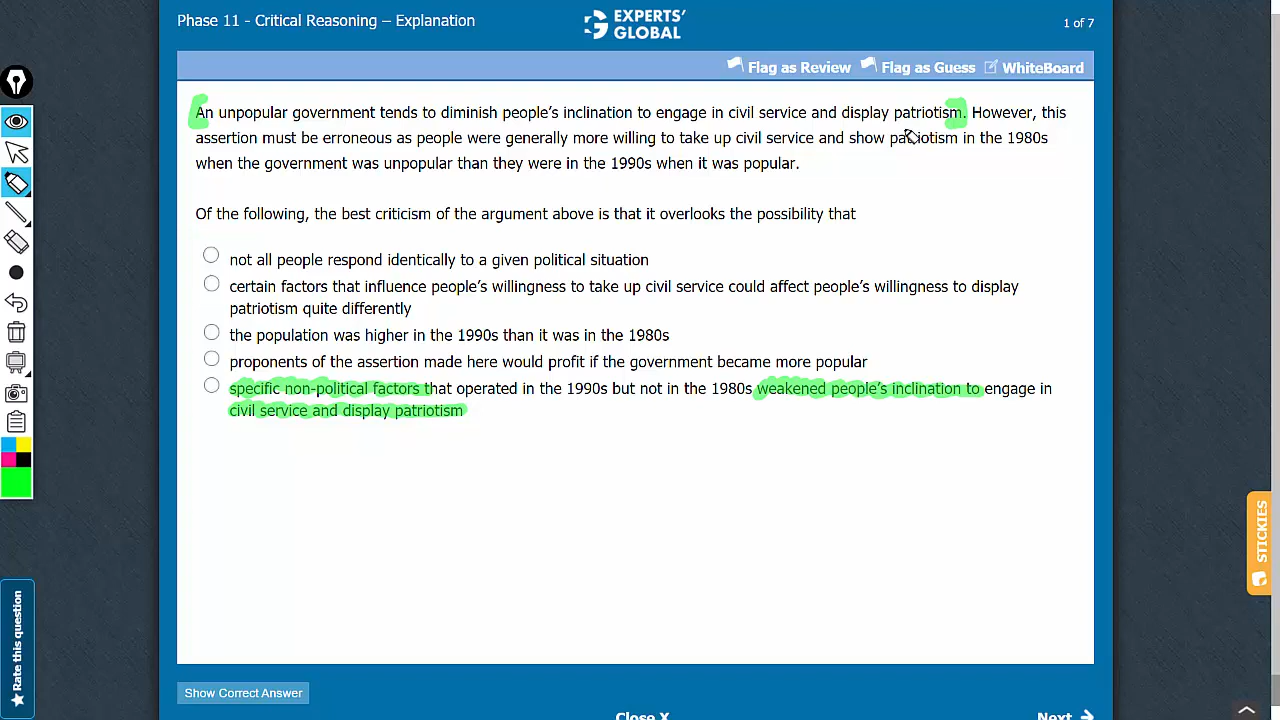 Phase 11 - Critical Reasoning – Explanation
EXPERTS'
GLOBAL
1 of 7
Flag as Review
Flag as Guess
WhiteBoard
An unpopular government tends to diminish people's inclination to engage in civil service and display patriotism. However, this
assertion must be erroneous as people were generally more willing to take up civil service and show patriotism in the 1980s
when the government was unpopular than they were in the 1990s when it was popular.
Of the following, the best criticism of the argument above is that it overlooks the possibility that
not all people respond identically to a given political situation
certain factors that influence people's willingness to take up civil service could affect people's willingness to display
patriotism quite differently
the population was higher in the 1990s than it was in the 1980s
proponents of the assertion made here would profit if the government became more popular
specific non-political factors that operated in the 1990s but not in the 1980s weakened people's inclination to engage in
civil service and display patriotism
STICKIES
Rate this question
Show Correct Answer
Close X
Next